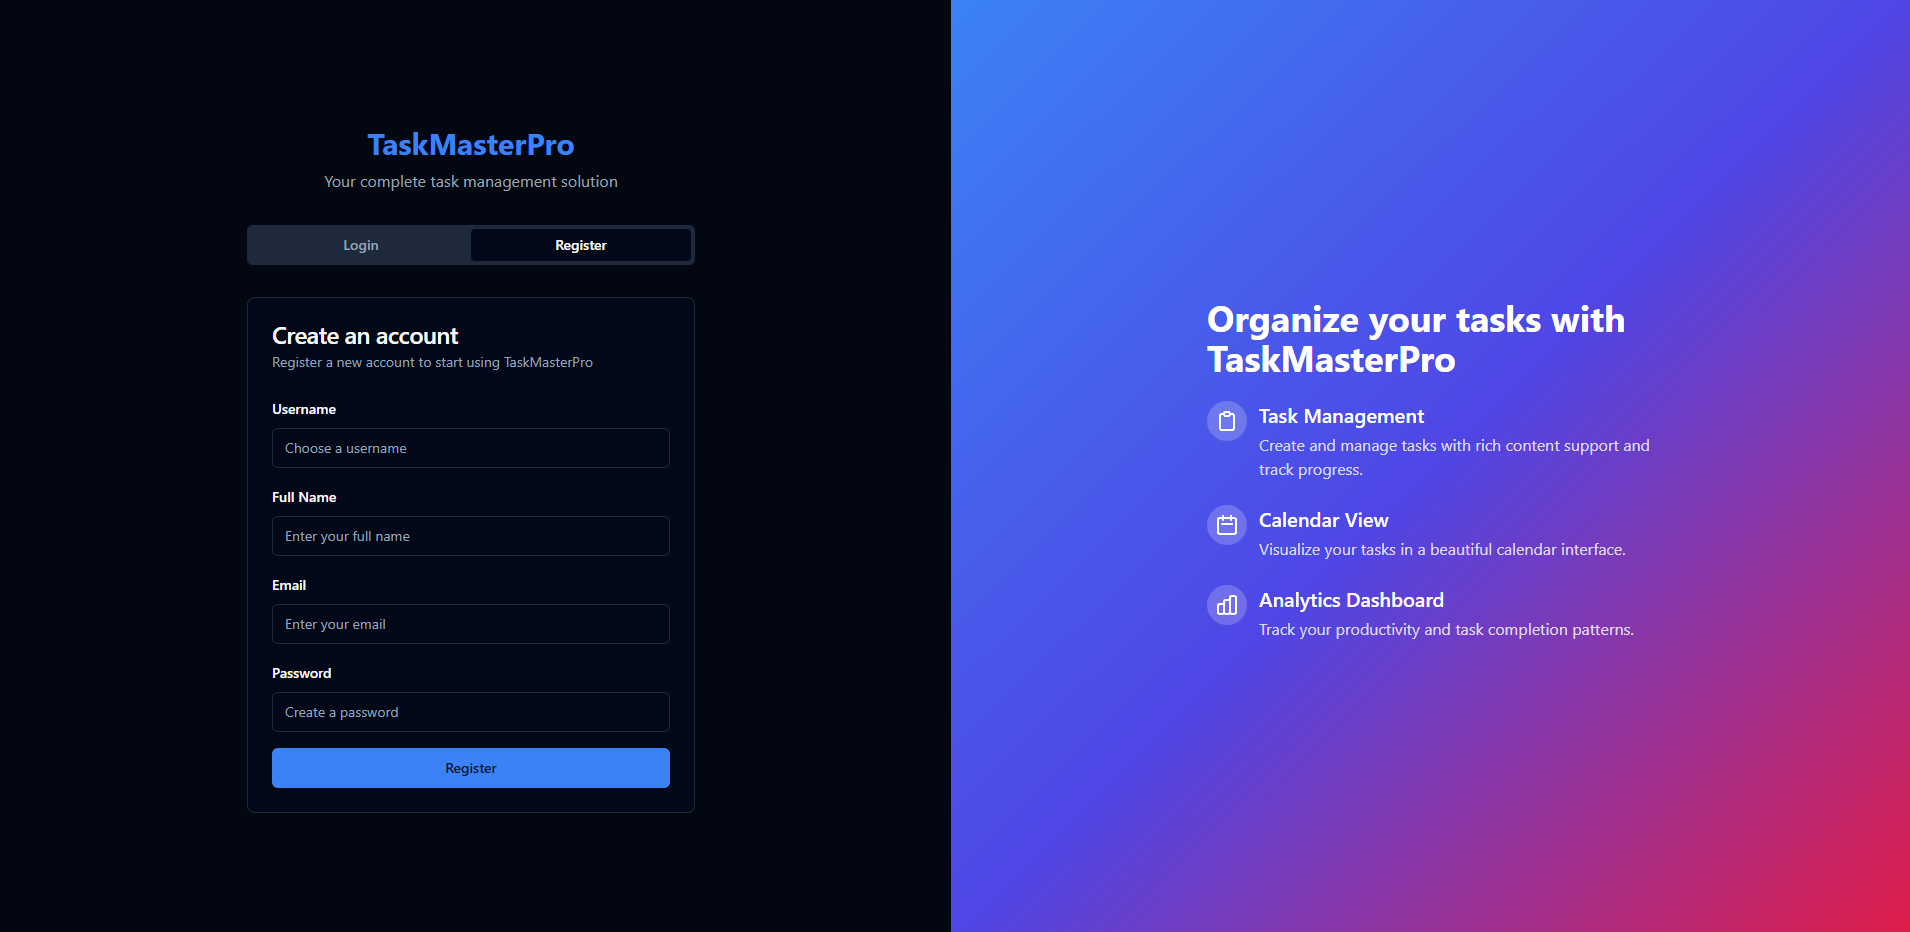 TaskMasterPro
Your complete task management solution
Login
Register
Create an account
Register a new account to start using TaskMasterPro
Username
Choose a username
Full Name
Enter your full name
Email
Enter your email
Password
Create a password
Register
Organize your tasks with
TaskMasterPro
Task Management
Create and manage tasks with rich content support and
track progress.
Calendar View
Visualize your tasks in a beautiful calendar interface.
Analytics Dashboard
Track your productivity and task completion patterns.